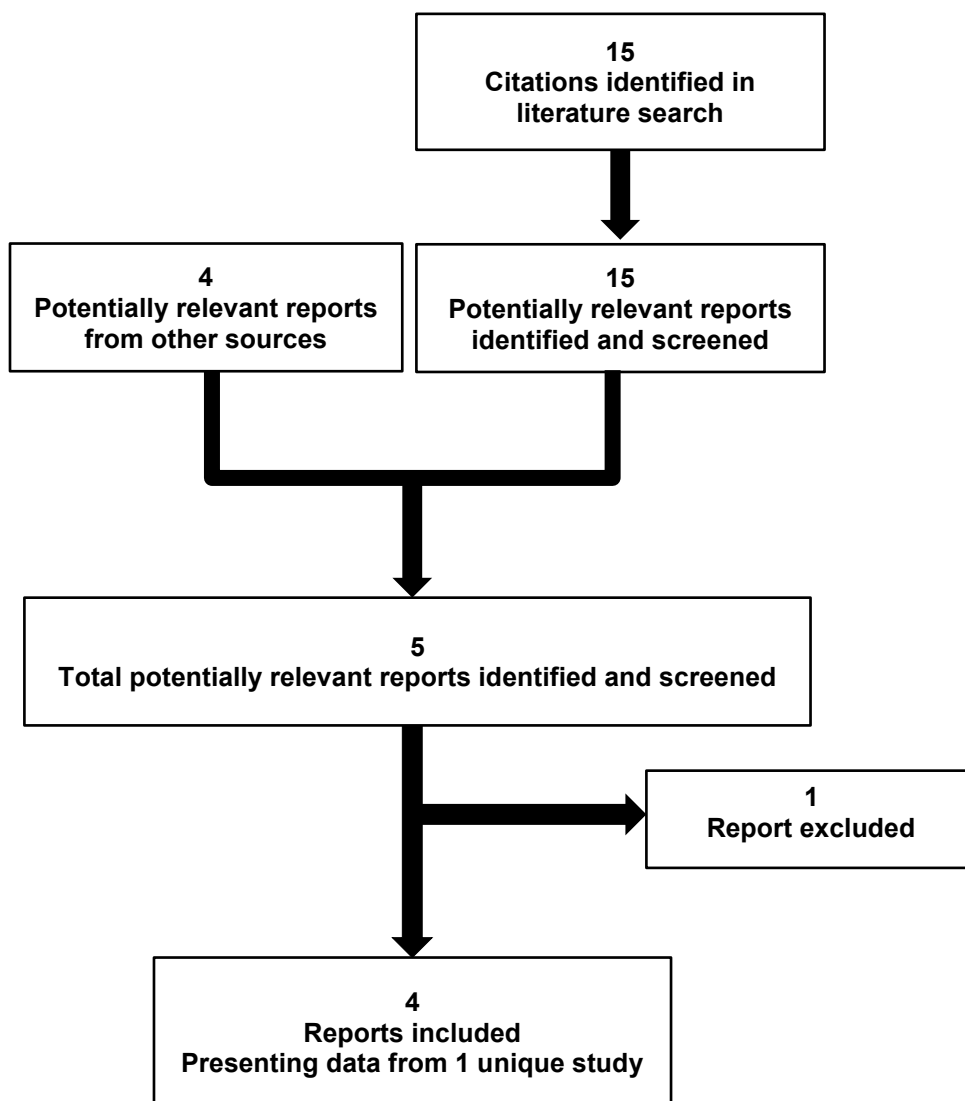 15
Citations identified in
literature search
4
Potentially relevant reports
from other sources
15
Potentially relevant reports
identified and screened
5
Total potentially relevant reports identified and screened
1
Report excluded
4
Reports included
Presenting data from 1 unique study